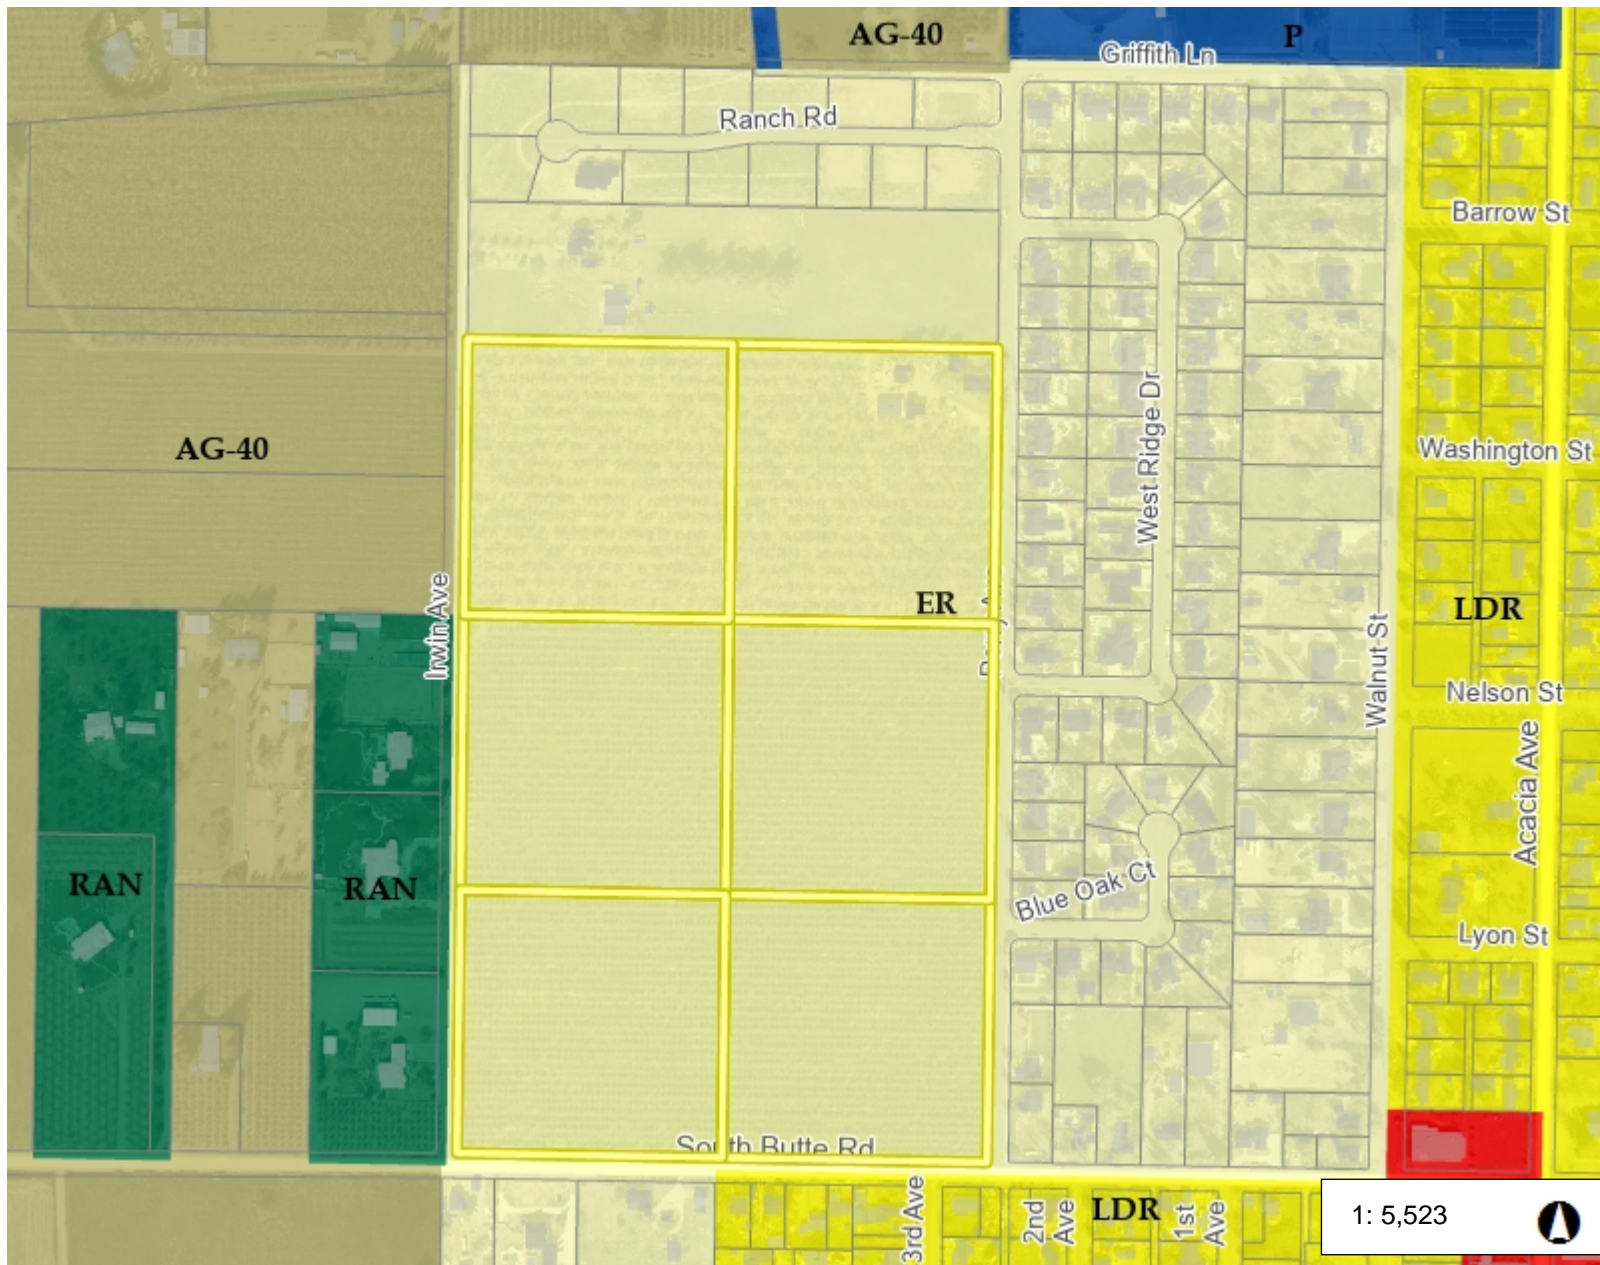 AG-40
P
Griffith Ln
Ranch Rd
Barrow St
AG-40
West Ridge Dr
Washington St
Irwin Ave
ER
LDR
Walnut St
Nelson St
Acacia Ave
RAN
RAN
Blue Oak Ct
Lyon St
South Butte Rd
3rd Ave
2nd
Ave
LDR
1st
Ave
1: 5,523